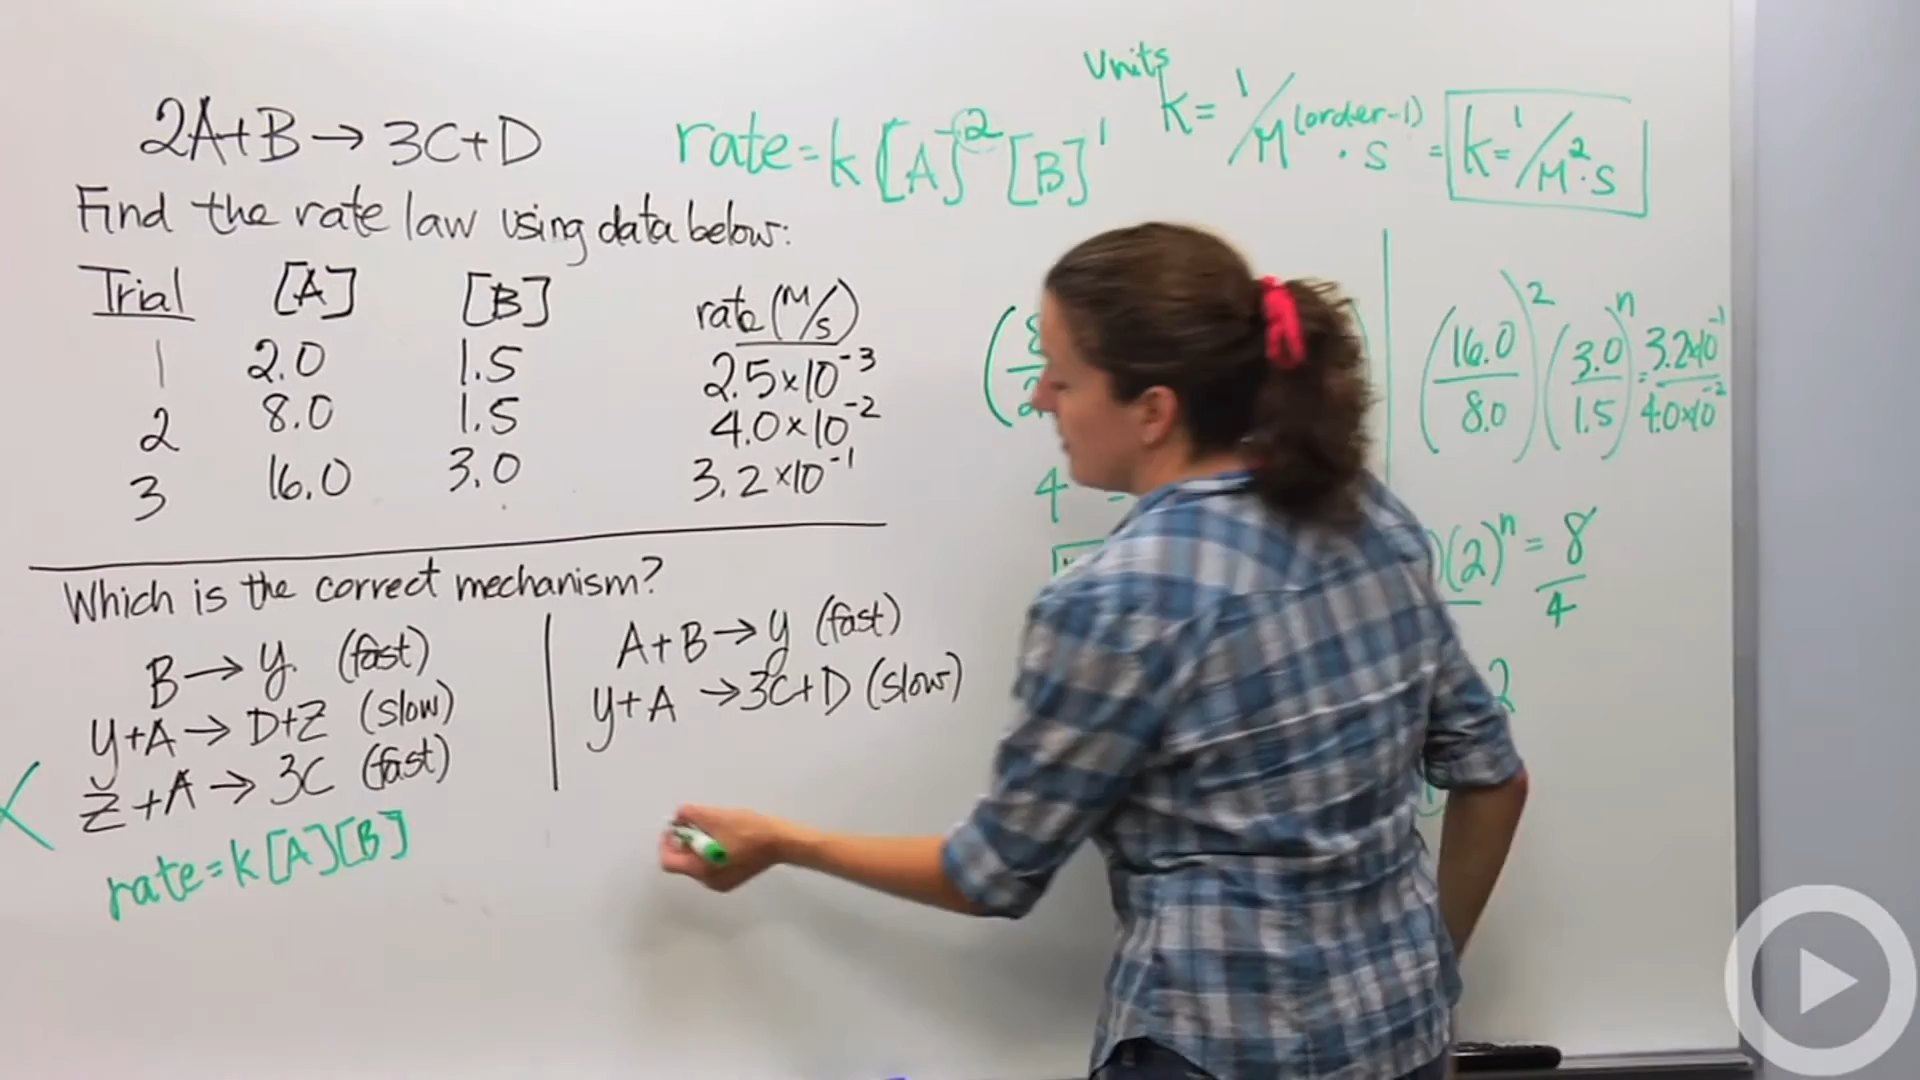 2A+B → 3C+D
rate = k [A]^2 [B]^1
Units
k = 1/M^(order-1) · s = k = 1/M^2 · s
Find the rate law using data below:
Trial [A] [B] rate (M/s)
1 2.0 1.5 2.5×10^-3
2 8.0 1.5 4.0×10^-2
3 16.0 3.0 3.2×10^-1
(16.0/8.0)^2 (3.0/1.5)^n = 3.2×10^-1/4.0×10^-2
4
(2)^n = 8/4
2
Which is the correct mechanism?
B → y (fast)
y+A → D+Z (slow)
Z+A → 3C (fast)
rate = k[A][B]
A+B → y (fast)
y+A → 3C+D (slow)